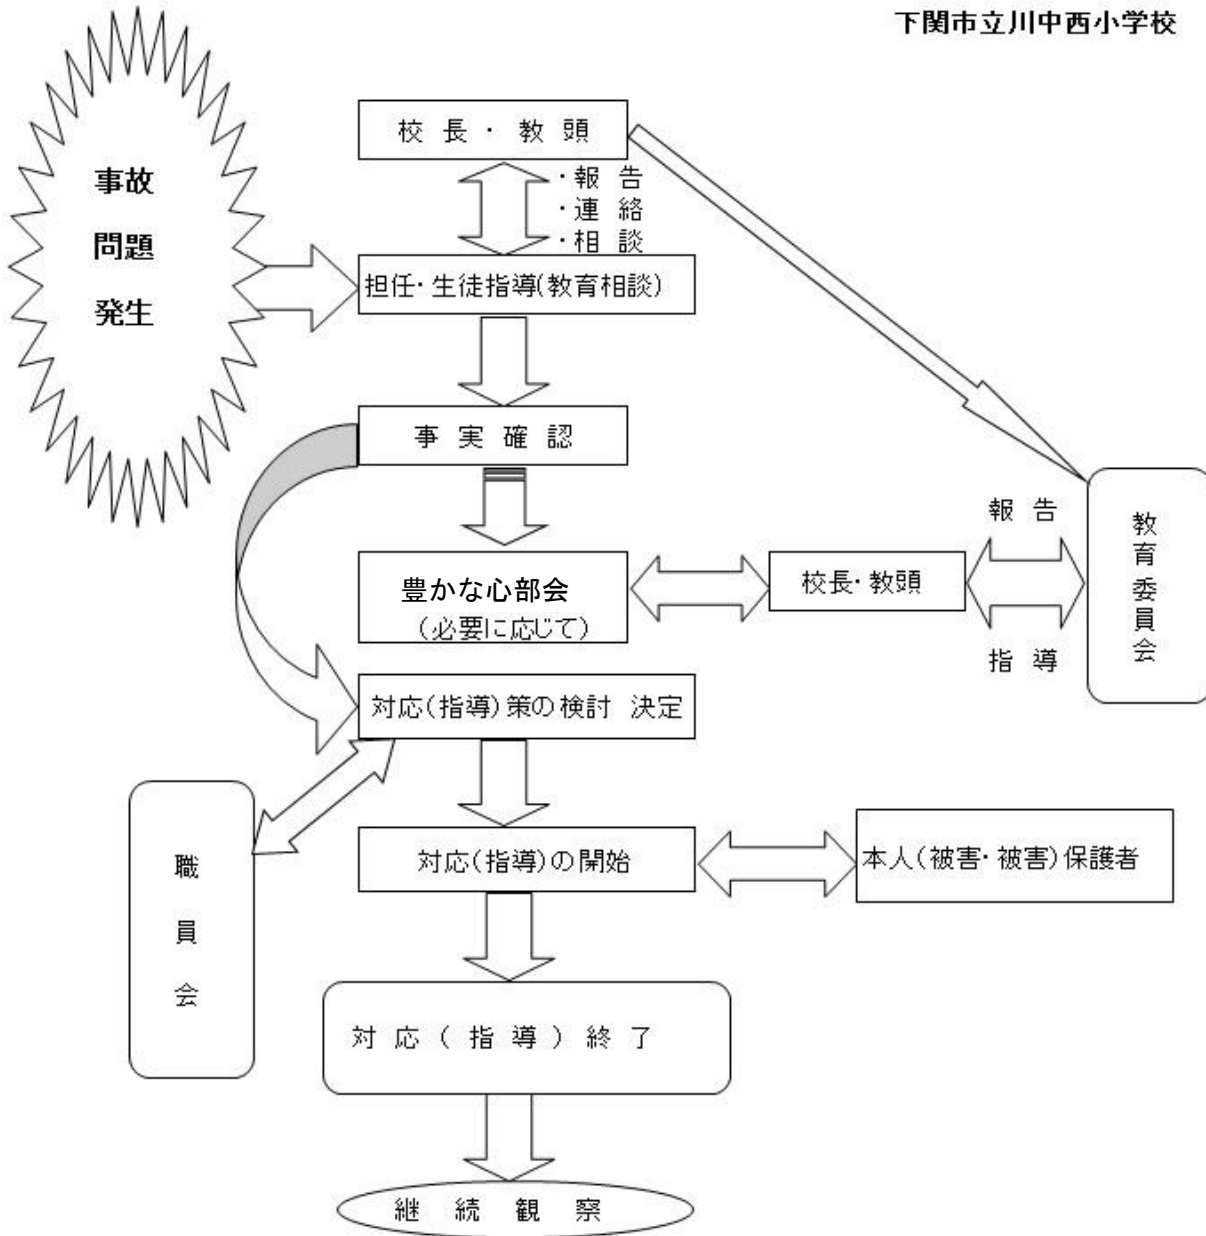 下関市立川中西小学校
事故
問題
発生
校長・教頭
・報告
・連絡
・相談
担任・生徒指導(教育相談)
事実確認
豊かな心部会
(必要に応じて)
校長・教頭
報告
指導
教育委員会
対応(指導)策の検討 決定
職員会
対応(指導)の開始
本人(被害・被害)保護者
対応(指導)終了
継続観察